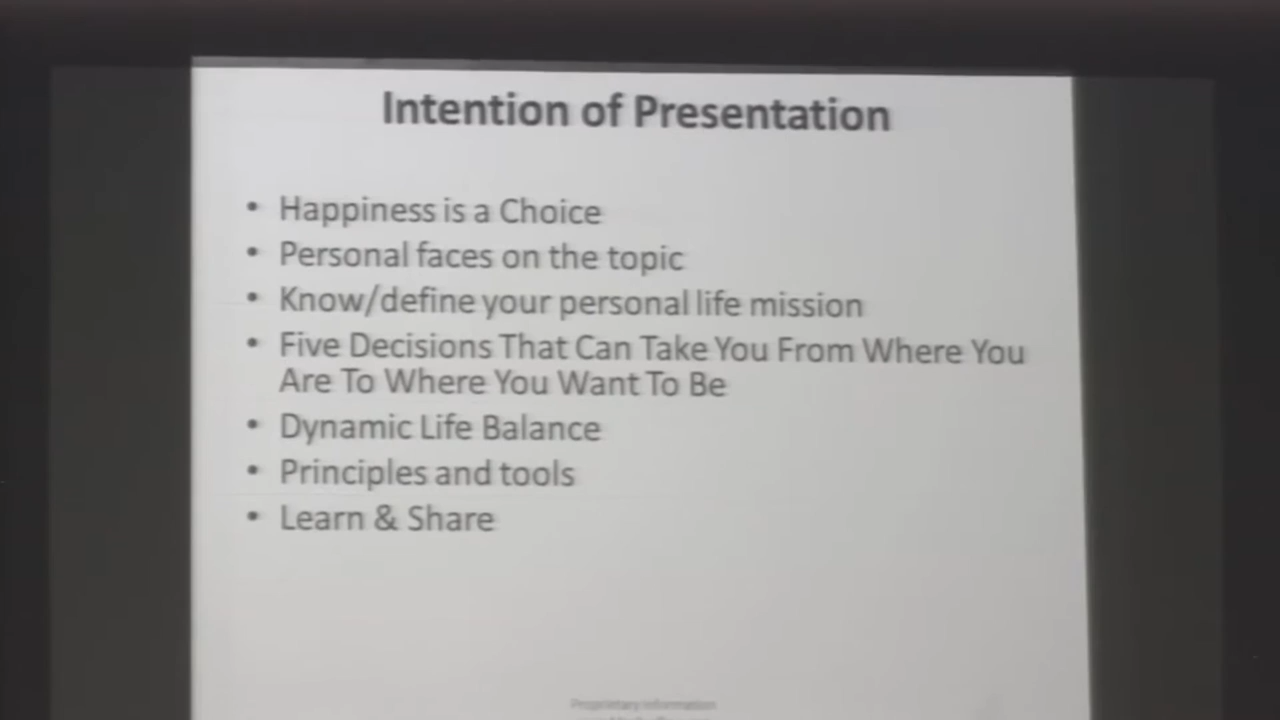 Intention of Presentation
• Happiness is a Choice
• Personal faces on the topic
• Know/define your personal life mission
• Five Decisions That Can Take You From Where You
Are To Where You Want To Be
• Dynamic Life Balance
• Principles and tools
• Learn & Share
Proprietary Information